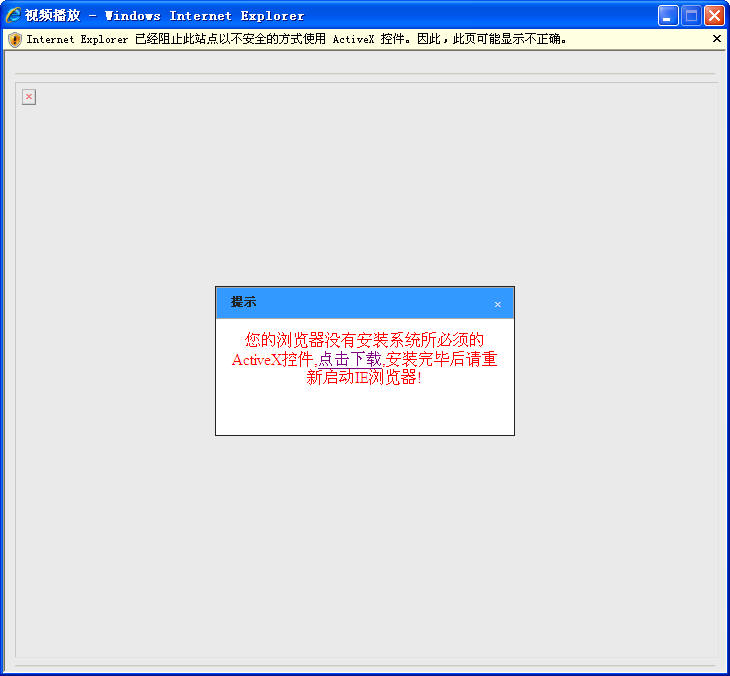 视频播放 - Windows Internet Explorer
Internet Explorer 已经阻止此站点以不安全的方式使用 ActiveX 控件。因此，此页可能显示不正确。
提示
您的浏览器没有安装系统所必须的
ActiveX控件,点击下载,安装完毕后请重
新启动IE浏览器!